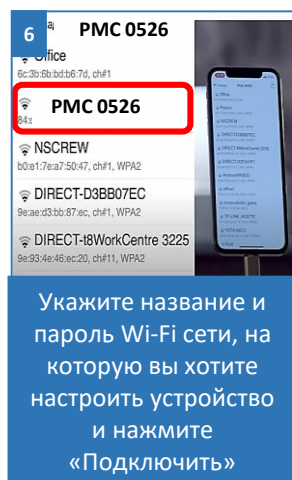 6
PMC 0526
Office
6c:3b:6b:bd:b6:7d, ch#1
PMC 0526
84:
NSCREW
b0:e1:7e:a7:50:47, ch#1, WPA2
DIRECT-D3BB07EC
9e:ae:d3:bb:87:ec, ch#1, WPA2
DIRECT-t8WorkCentre 3225
9e:93:4e:46:ec:20, ch#11, WPA2
Укажите название и
пароль Wi-Fi сети, на
которую вы хотите
настроить устройство
и нажмите
«Подключить»